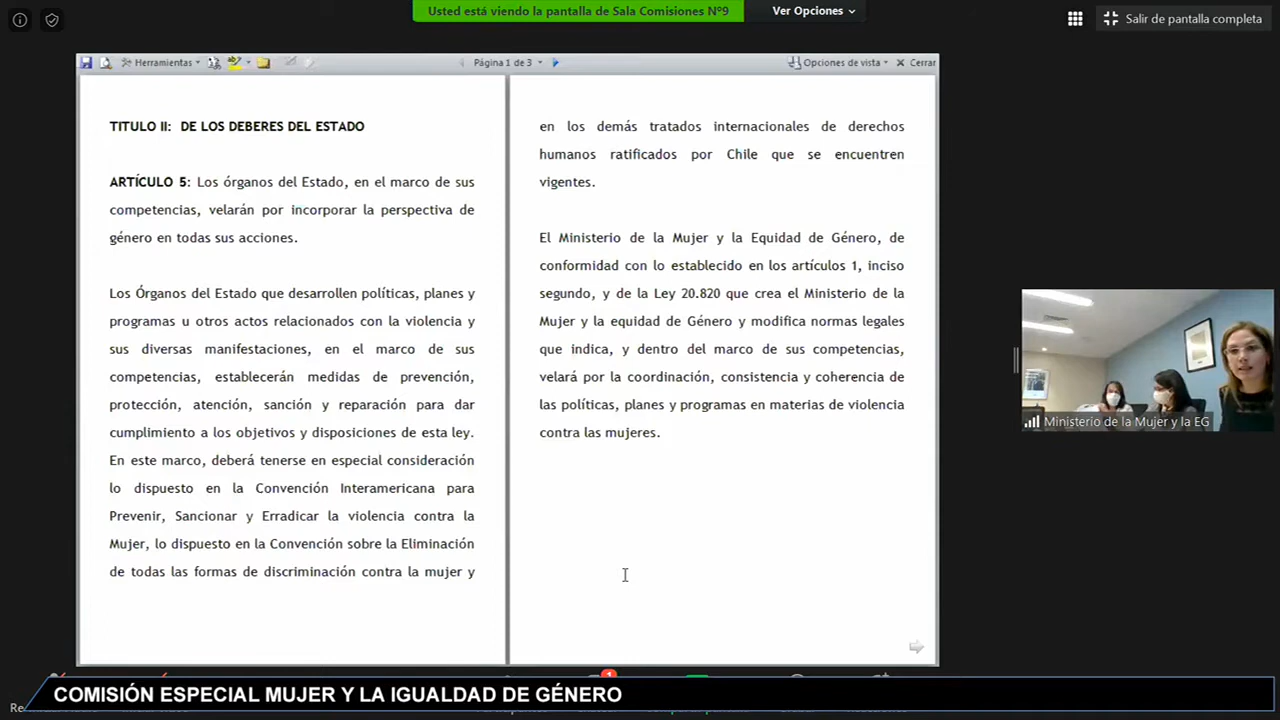 Usted está viendo la pantalla de Sala Comisiones Nº9
Ver Opciones
Salir de pantalla completa
Herramientas
Página 1 de 3
Opciones de vista
Cerrar
TITULO II: DE LOS DEBERES DEL ESTADO
ARTÍCULO 5: Los órganos del Estado, en el marco de sus
competencias, velarán por incorporar la perspectiva de
género en todas sus acciones.
Los Órganos del Estado que desarrollen políticas, planes y
programas u otros actos relacionados con la violencia y
sus diversas manifestaciones, en el marco de sus
competencias, establecerán medidas de prevención,
protección, atención, sanción y reparación para dar
cumplimiento a los objetivos y disposiciones de esta ley.
En este marco, deberá tenerse en especial consideración
lo dispuesto en la Convención Interamericana para
Prevenir, Sancionar y Erradicar la violencia contra la
Mujer, lo dispuesto en la Convención sobre la Eliminación
de todas las formas de discriminación contra la mujer y
en los demás tratados internacionales de derechos
humanos ratificados por Chile que se encuentren
vigentes.
El Ministerio de la Mujer y la Equidad de Género, de
conformidad con lo establecido en los artículos 1, inciso
segundo, y de la Ley 20.820 que crea el Ministerio de la
Mujer y la equidad de Género y modifica normas legales
que indica, y dentro del marco de sus competencias,
velará por la coordinación, consistencia y coherencia de
las políticas, planes y programas en materias de violencia
contra las mujeres.
Ministerio de la Mujer y la EG
1
COMISIÓN ESPECIAL MUJER Y LA IGUALDAD DE GÉNERO